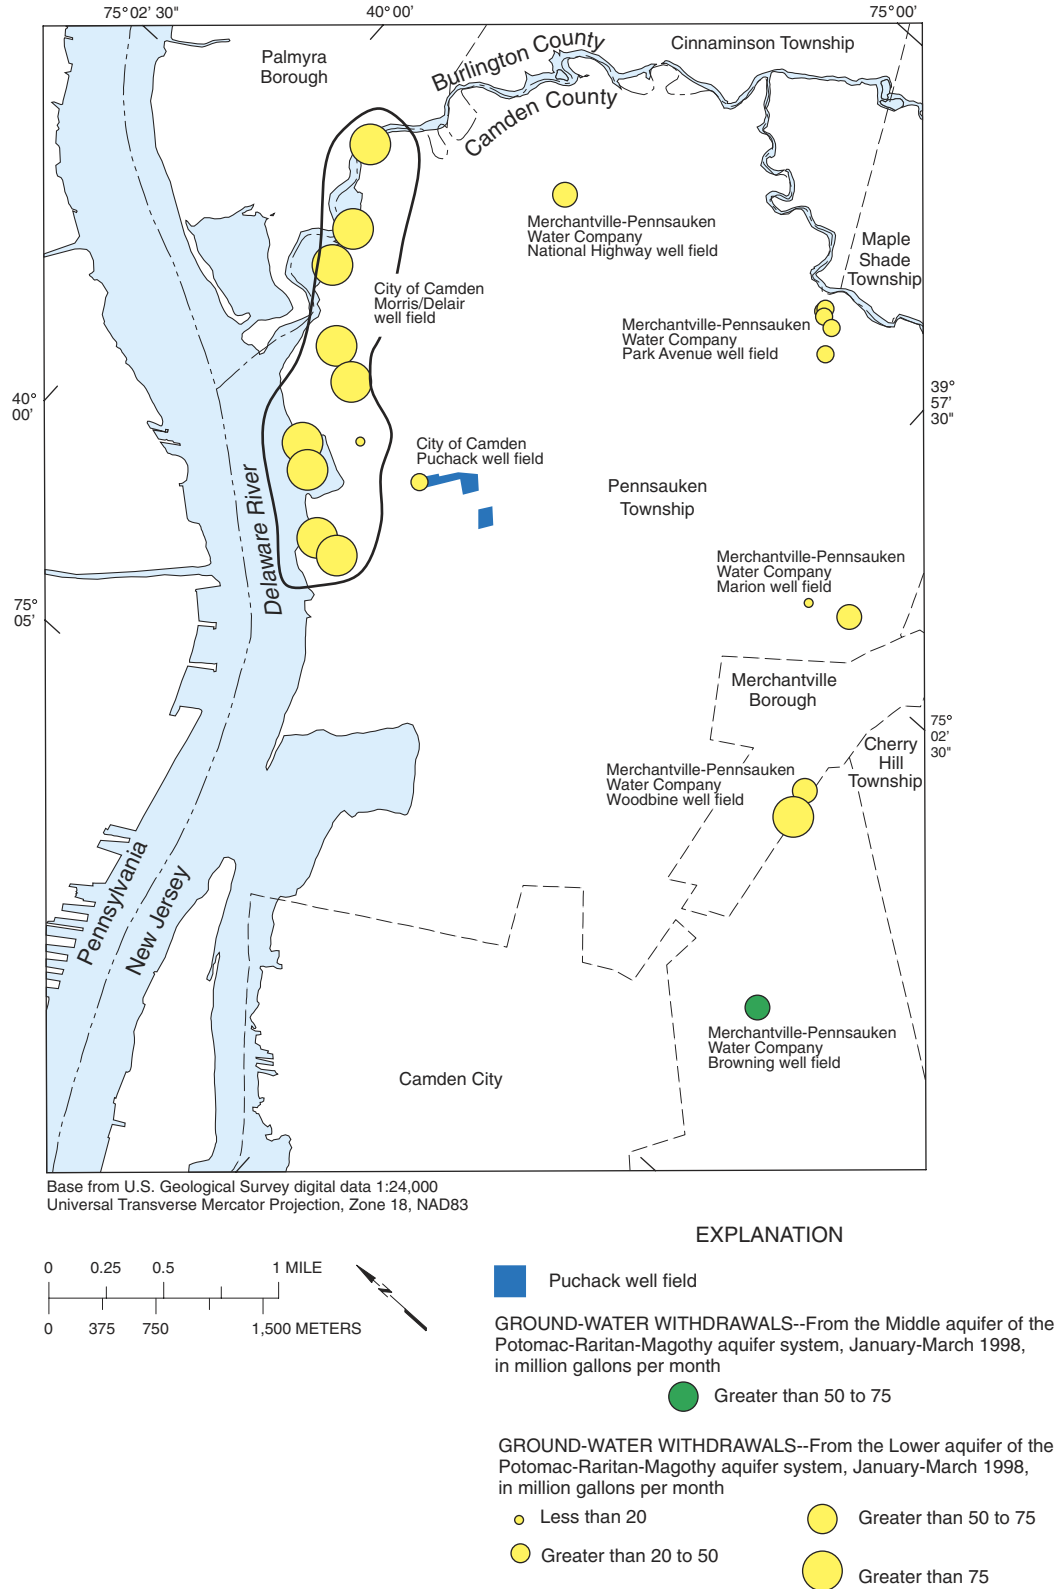 75°02' 30"
40°00'
75°00'
Palmyra
Borough
Burlington County
Camden County
Cinnaminson Township
Merchantville-Pennsauken
Water Company
National Highway well field
Maple
Shade
Township
City of Camden
Morris/Delair
well field
Merchantville-Pennsauken
Water Company
Park Avenue well field
40°
00'
39°
57'
30"
City of Camden
Puchack well field
Pennsauken
Township
Delaware River
Merchantville-Pennsauken
Water Company
Marion well field
75°
05'
Merchantville
Borough
75°
02'
30"
Cherry
Hill
Township
Merchantville-Pennsauken
Water Company
Woodbine well field
Pennsylvania
New Jersey
Merchantville-Pennsauken
Water Company
Browning well field
Camden City
Base from U.S. Geological Survey digital data 1:24,000
Universal Transverse Mercator Projection, Zone 18, NAD83
0 0.25 0.5 1 MILE
0 375 750 1,500 METERS
N
EXPLANATION
Puchack well field
GROUND-WATER WITHDRAWALS--From the Middle aquifer of the
Potomac-Raritan-Magothy aquifer system, January-March 1998,
in million gallons per month
Greater than 50 to 75
GROUND-WATER WITHDRAWALS--From the Lower aquifer of the
Potomac-Raritan-Magothy aquifer system, January-March 1998,
in million gallons per month
Less than 20
Greater than 50 to 75
Greater than 20 to 50
Greater than 75